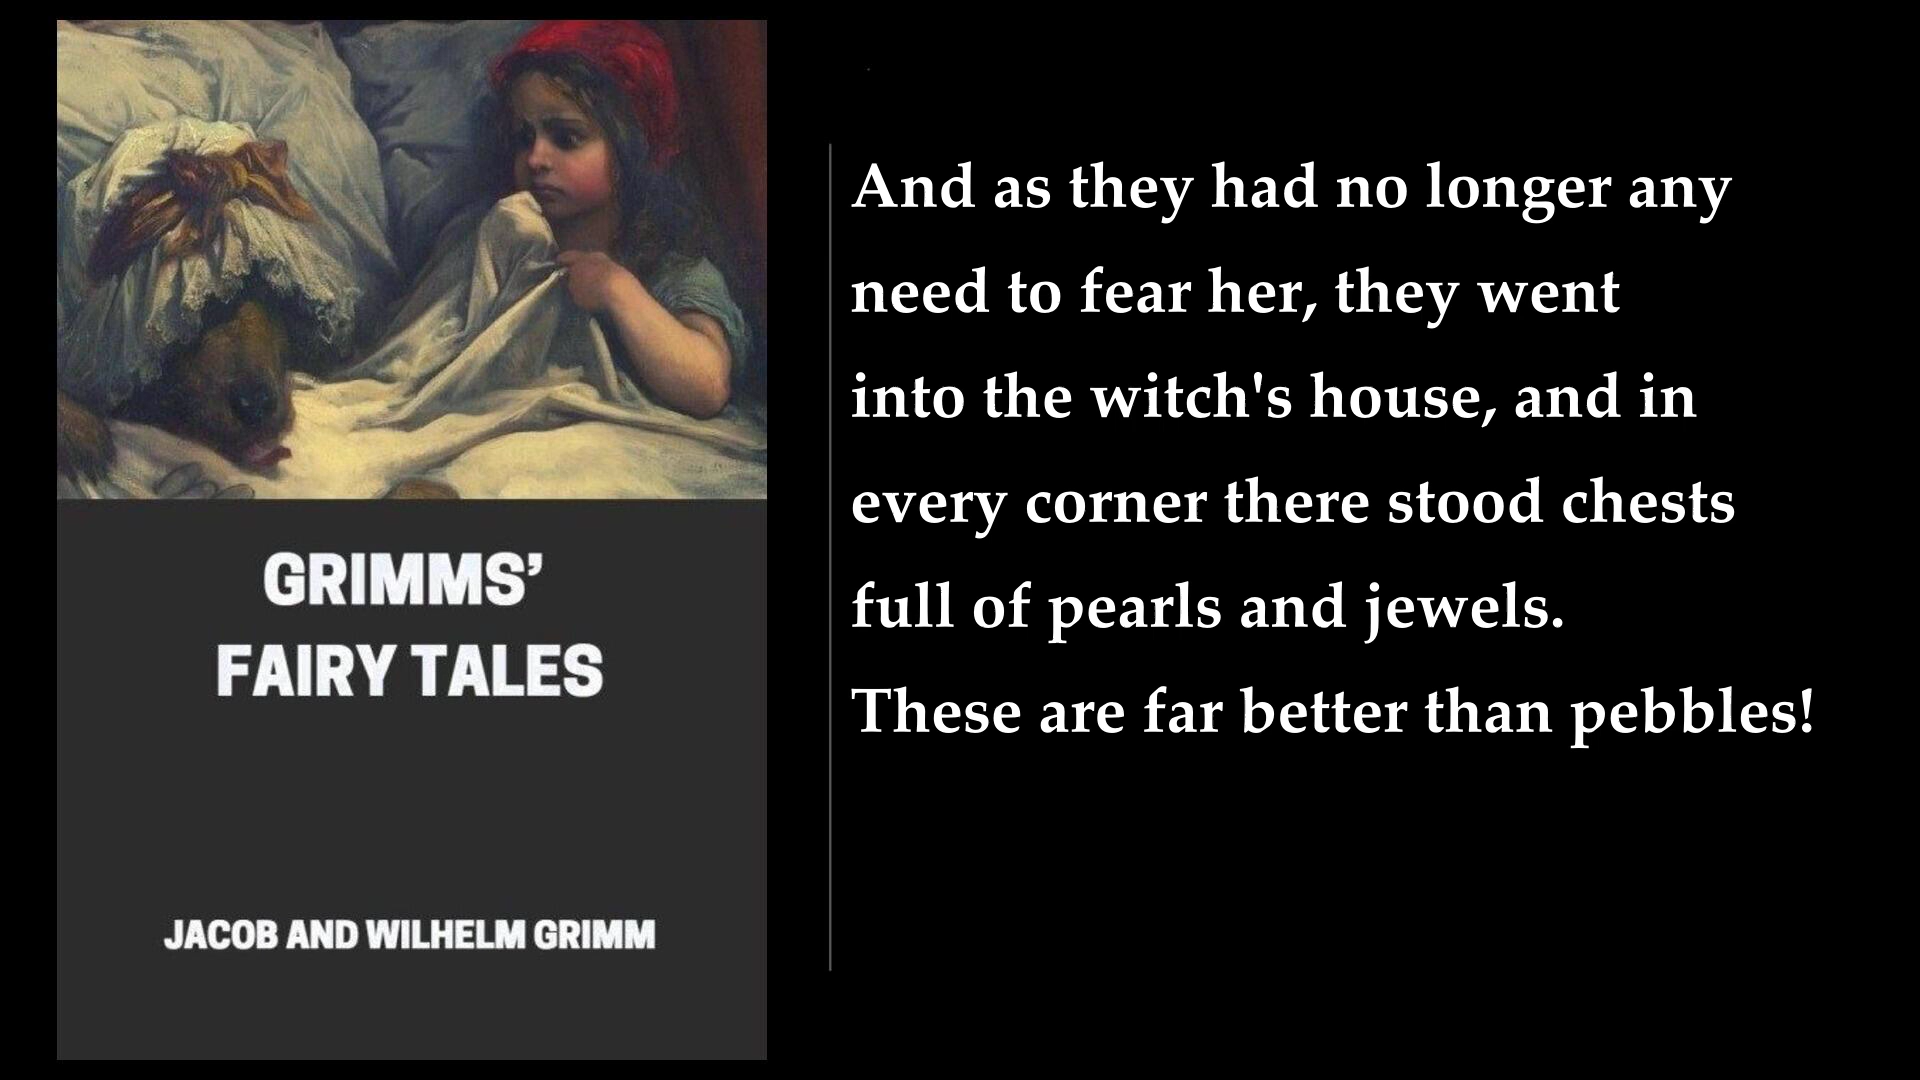 GRIMMS’
FAIRY TALES
JACOB AND WILHELM GRIMM
And as they had no longer any
need to fear her, they went
into the witch's house, and in
every corner there stood chests
full of pearls and jewels.
These are far better than pebbles!